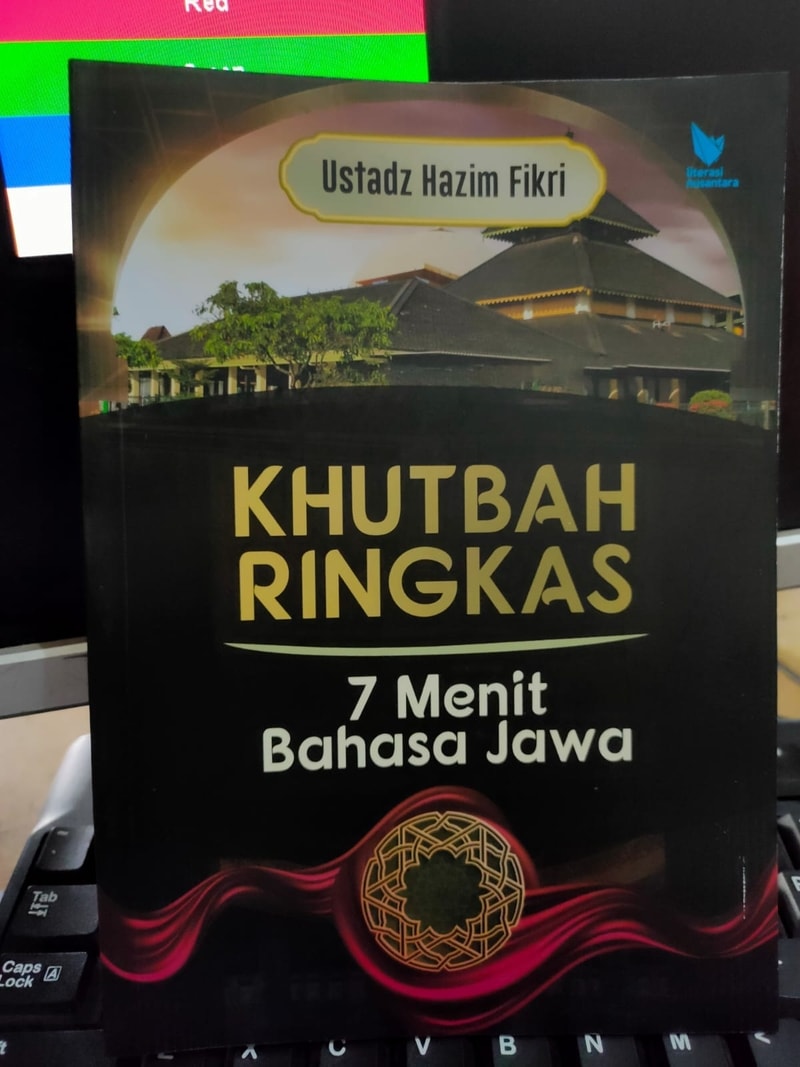 Red
Ustadz Hazim Fikri
literasi
nusantara
KHUTBAH
RINGKAS
7 Menit
Bahasa Jawa
Tab
Caps
Lock
A
X
C
V
B
N
M
<